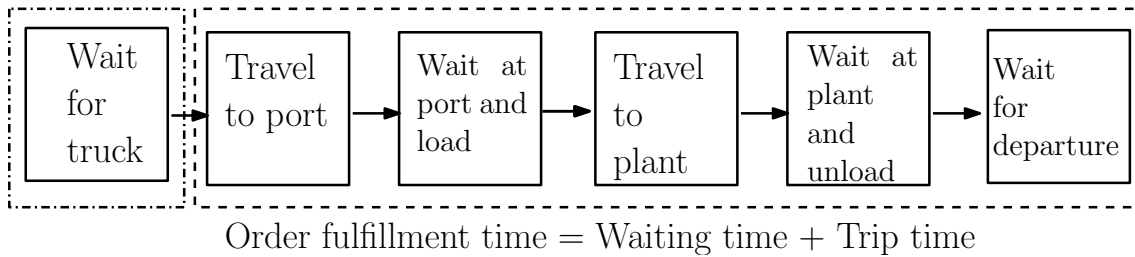 Wait
for
truck
Travel
to port
Wait at
port and
load
Travel
to
plant
Wait at
plant
and
unload
Wait
for
departure
Order fulfillment time = Waiting time + Trip time